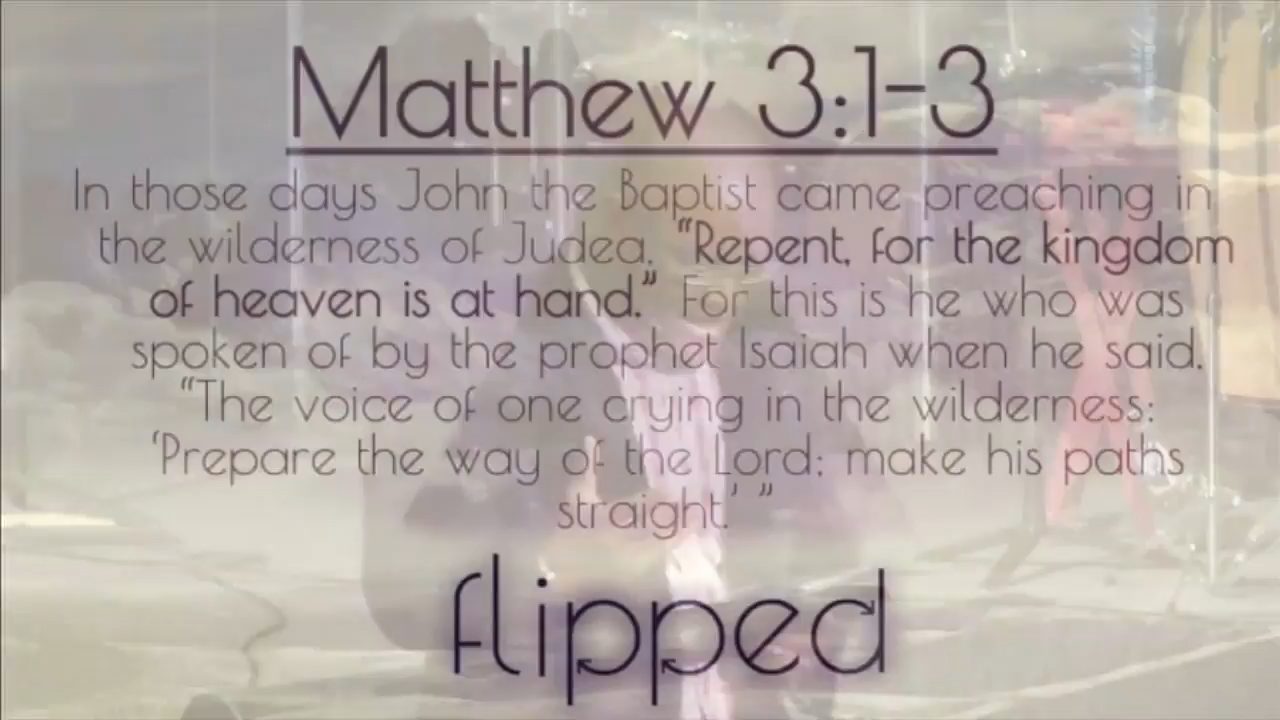 Matthew 3:1-3
In those days John the Baptist came preaching in
the wilderness of Judea, “Repent, for the kingdom
of heaven is at hand.” For this is he who was
spoken of by the prophet Isaiah when he said,
“The voice of one crying in the wilderness:
‘Prepare the way of the Lord; make his paths
straight.’ ”
flipped